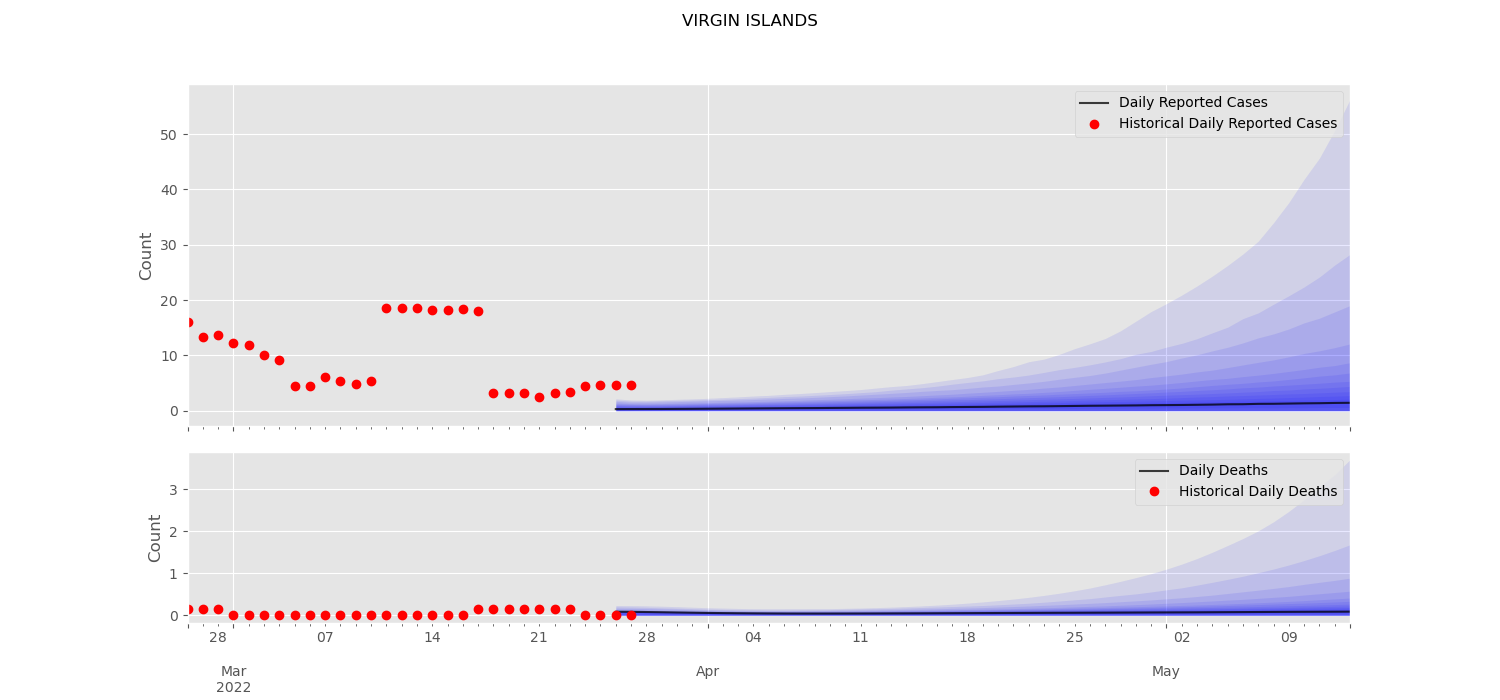 VIRGIN ISLANDS
Daily Reported Cases
Historical Daily Reported Cases
50
40
30
20
10
0
Count
Daily Deaths
Historical Daily Deaths
3
2
1
0
Count
28 07 14 21 28 04 11 18 25 02 09
Mar Apr May
2022